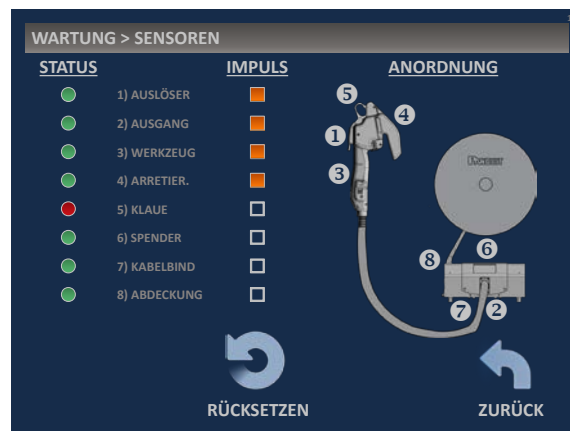 WARTUNG > SENSOREN
STATUS IMPULS ANORDNUNG
1) AUSLÖSER
2) AUSGANG
3) WERKZEUG
4) ARRETIER.
5) KLAUE
6) SPENDER
7) KABELBIND
8) ABDECKUNG
5
4
1
3
PANDUIT
6
8
7 2
RÜCKSETZEN ZURÜCK